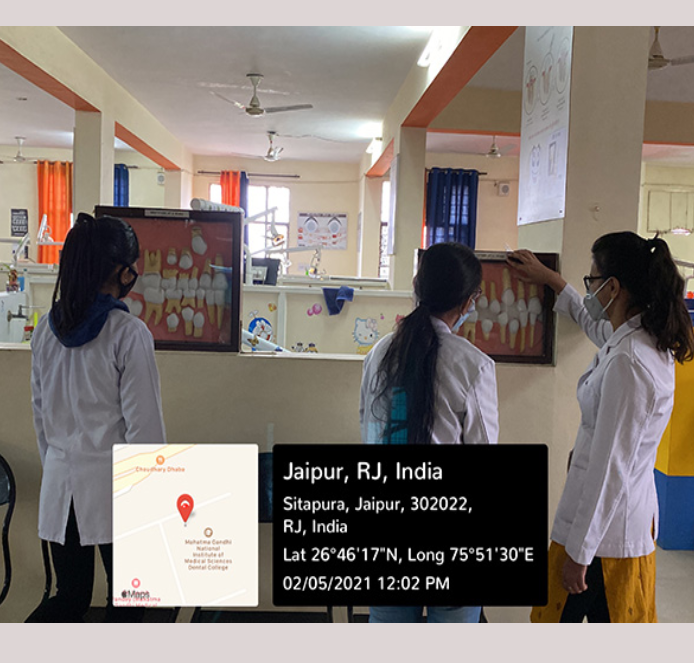 Choudhary Dhaba
Mahatma Gandhi
National
Institute of
Medical Sciences
Dental College
Maps
Jaipur, RJ, India
Sitapura, Jaipur, 302022,
RJ, India
Lat 26°46'17"N, Long 75°51'30"E
02/05/2021 12:02 PM